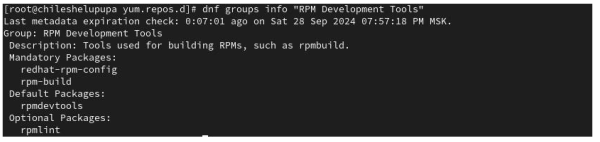 [root@chileshelupupa yum.repos.d]# dnf groups info "RPM Development Tools"
Last metadata expiration check: 0:07:01 ago on Sat 28 Sep 2024 07:57:18 PM MSK.
Group: RPM Development Tools
 Description: Tools used for building RPMs, such as rpmbuild.
 Mandatory Packages:
   redhat-rpm-config
   rpm-build
 Default Packages:
   rpmdevtools
 Optional Packages:
   rpmlint